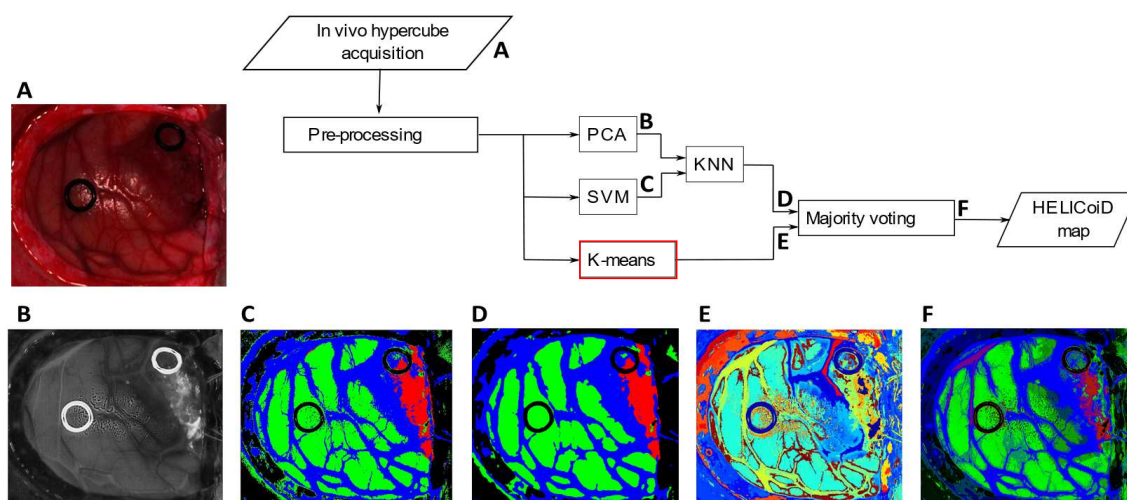 In vivo hypercube
acquisition
A
A
Pre-processing
PCA
B
SVM
C
KNN
K-means
D
E
Majority voting
F
HELICoiD
map
B
C
D
E
F